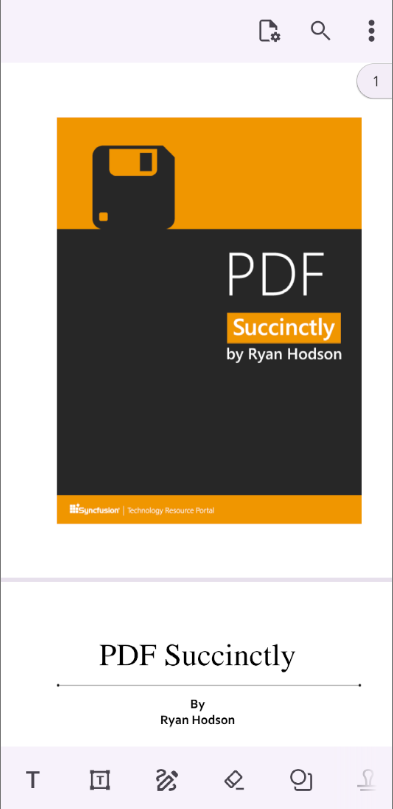 1
PDF
Succinctly
by Ryan Hodson
Syncfusion | Technology Resource Portal
PDF Succinctly
By
Ryan Hodson
T
T